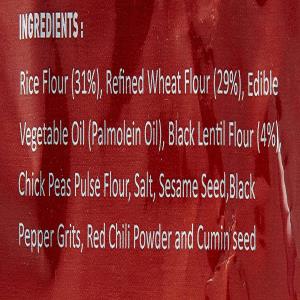 INGREDIENTS :
Rice Flour (31%), Refined Wheat Flour (29%), Edible
Vegetable Oil (Palmolein Oil), Black Lentil Flour (4%),
Chick Peas Pulse Flour, Salt, Sesame Seed,Black
Pepper Grits, Red Chili Powder and Cumin seed